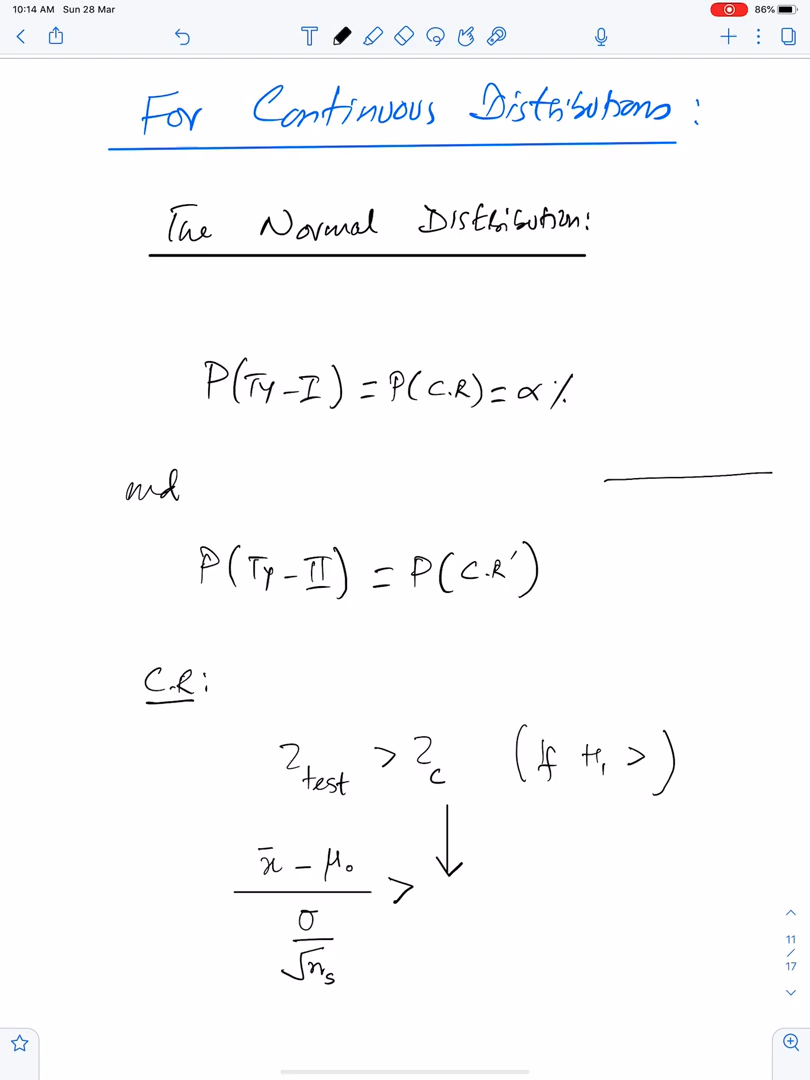 10:14 AM Sun 28 Mar 86%
For Continuous Distributions:
The Normal Distribution:
P(Ty-I) = P(C.R) = α%
and
P(Ty-II) = P(C.R')
C.R:
Z_test > Z_c (If H₁ >)
x̄ - μ₀ / σ/√n_s >
11
/
17